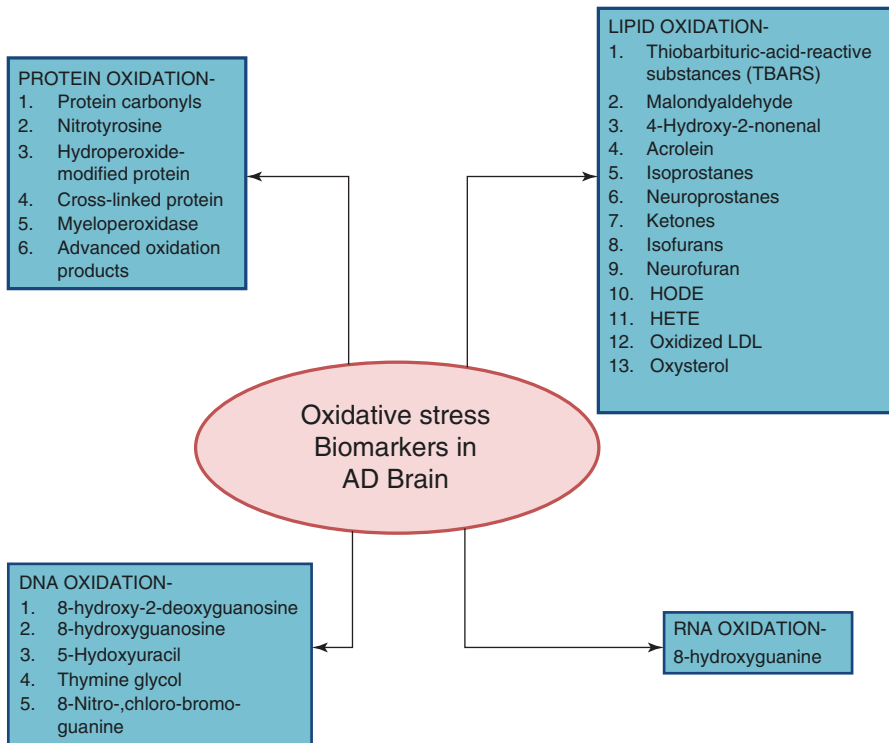 PROTEIN OXIDATION-
1. Protein carbonyls
2. Nitrotyrosine
3. Hydroperoxide-
modified protein
4. Cross-linked protein
5. Myeloperoxidase
6. Advanced oxidation
products
LIPID OXIDATION-
1. Thiobarbituric-acid-reactive
substances (TBARS)
2. Malondyaldehyde
3. 4-Hydroxy-2-nonenal
4. Acrolein
5. Isoprostanes
6. Neuroprostanes
7. Ketones
8. Isofurans
9. Neurofuran
10. HODE
11. HETE
12. Oxidized LDL
13. Oxysterol
Oxidative stress
Biomarkers in
AD Brain
DNA OXIDATION-
1. 8-hydroxy-2-deoxyguanosine
2. 8-hydroxyguanosine
3. 5-Hydoxyuracil
4. Thymine glycol
5. 8-Nitro-,chloro-bromo-
guanine
RNA OXIDATION-
8-hydroxyguanine